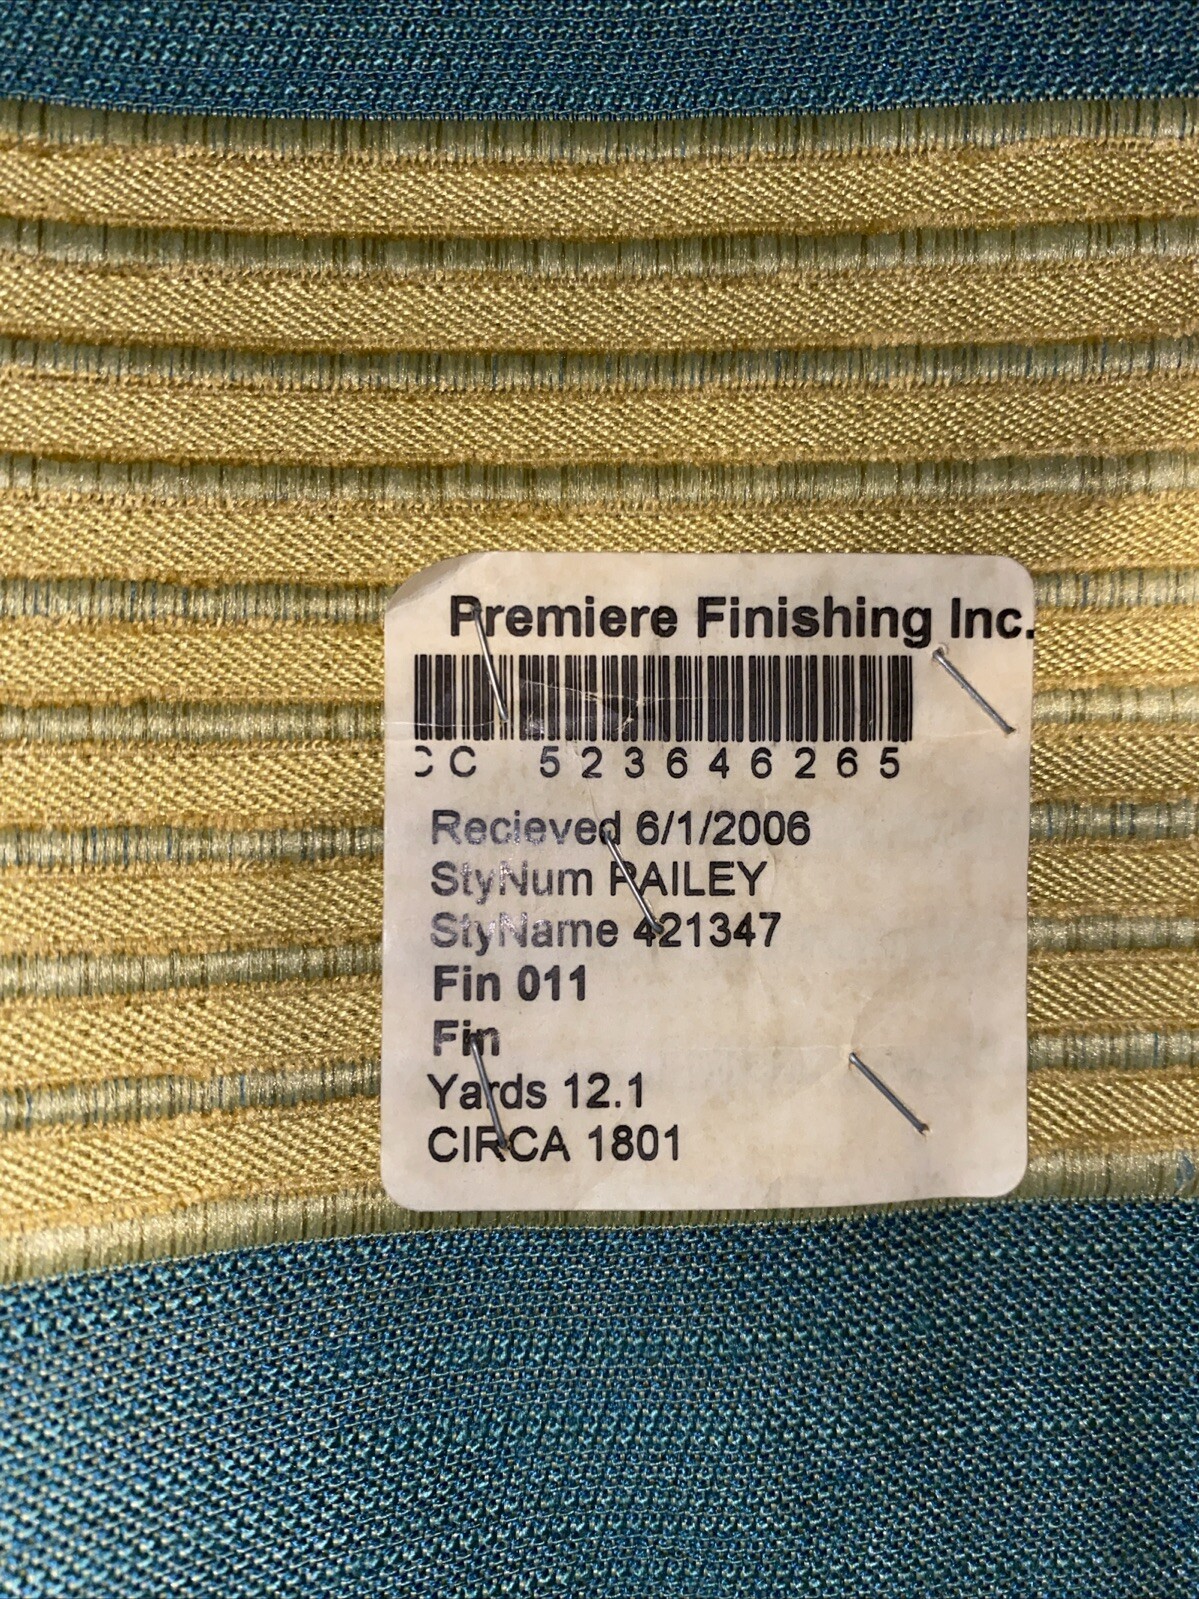 Premiere Finishing Inc.
CC 523646265
Recieved 6/1/2006
StyNum PAILEY
StyName 421347
Fin 011
Fin
Yards 12.1
CIRCA 1801